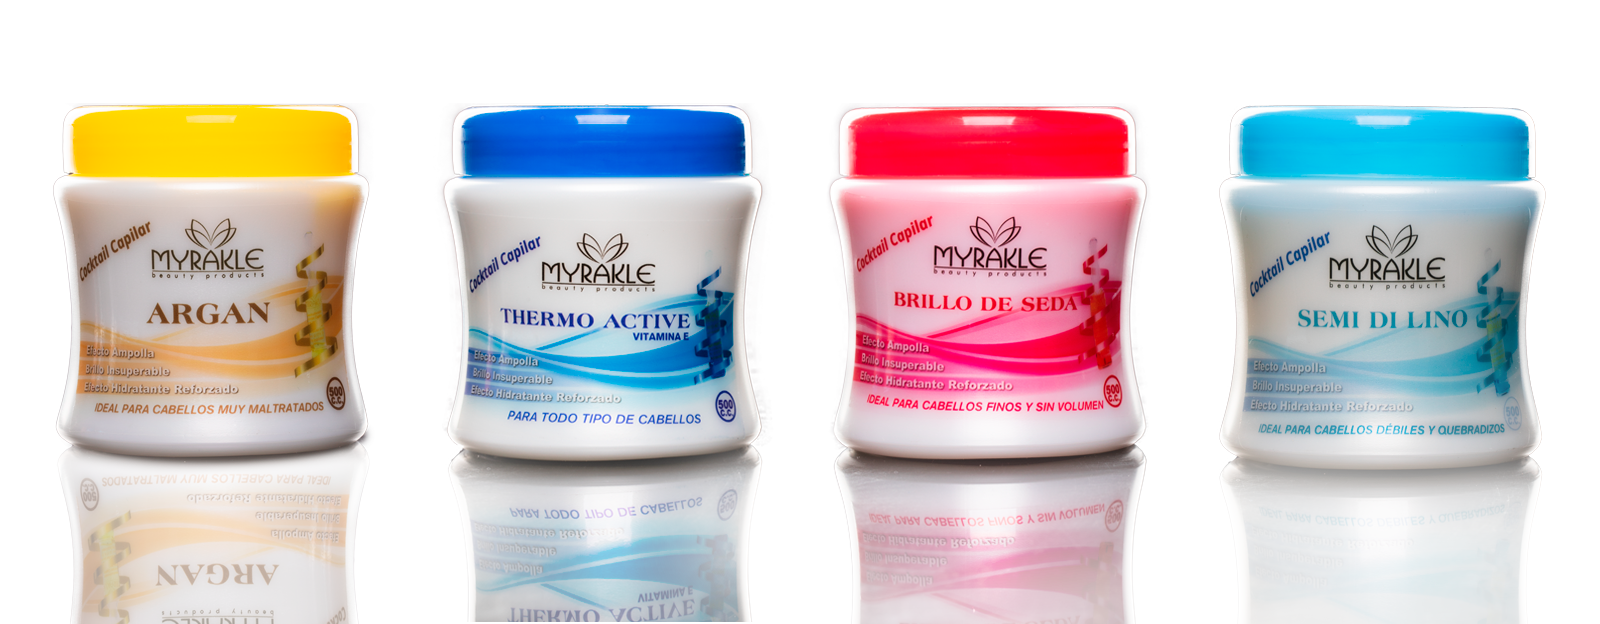 Cocktail Capilar
MYRAKLE
beauty products
ARGAN
Efecto Ampolla
Brillo Insuperable
Efecto Hidratante Reforzado
IDEAL PARA CABELLOS MUY MALTRATADOS
500
C.C.
Cocktail Capilar
MYRAKLE
beauty products
THERMO ACTIVE
VITAMINA E
Efecto Ampolla
Brillo Insuperable
Efecto Hidratante Reforzado
PARA TODO TIPO DE CABELLOS
500
C.C.
Cocktail Capilar
MYRAKLE
beauty products
BRILLO DE SEDA
Efecto Ampolla
Brillo Insuperable
Efecto Hidratante Reforzado
IDEAL PARA CABELLOS FINOS Y SIN VOLUMEN
500
C.C.
Cocktail Capilar
MYRAKLE
beauty products
SEMI DI LINO
Efecto Ampolla
Brillo Insuperable
Efecto Hidratante Reforzado
IDEAL PARA CABELLOS DÉBILES Y QUEBRADIZOS
500
C.C.